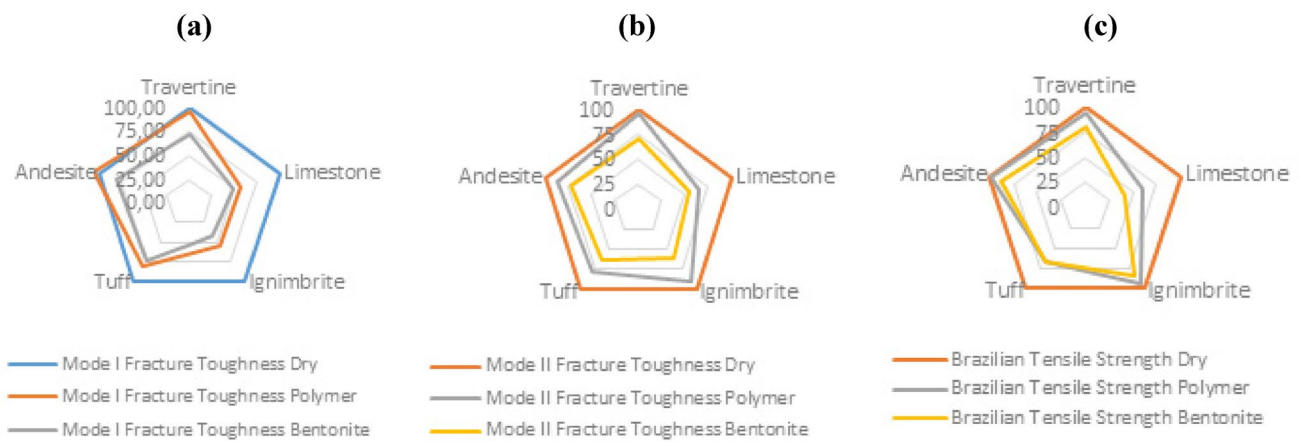 (a)
Travertine
100,00
75,00
50,00
25,00
0,00
Andesite
Limestone
Tuff
Ignimbrite
Mode I Fracture Toughness Dry
Mode I Fracture Toughness Polymer
Mode I Fracture Toughness Bentonite
(b)
Travertine
100
75
50
25
0
Andesite
Limestone
Tuff
Ignimbrite
Mode II Fracture Toughness Dry
Mode II Fracture Toughness Polymer
Mode II Fracture Toughness Bentonite
(c)
Travertine
100
75
50
25
0
Andesite
Limestone
Tuff
Ignimbrite
Brazilian Tensile Strength Dry
Brazilian Tensile Strength Polymer
Brazilian Tensile Strength Bentonite